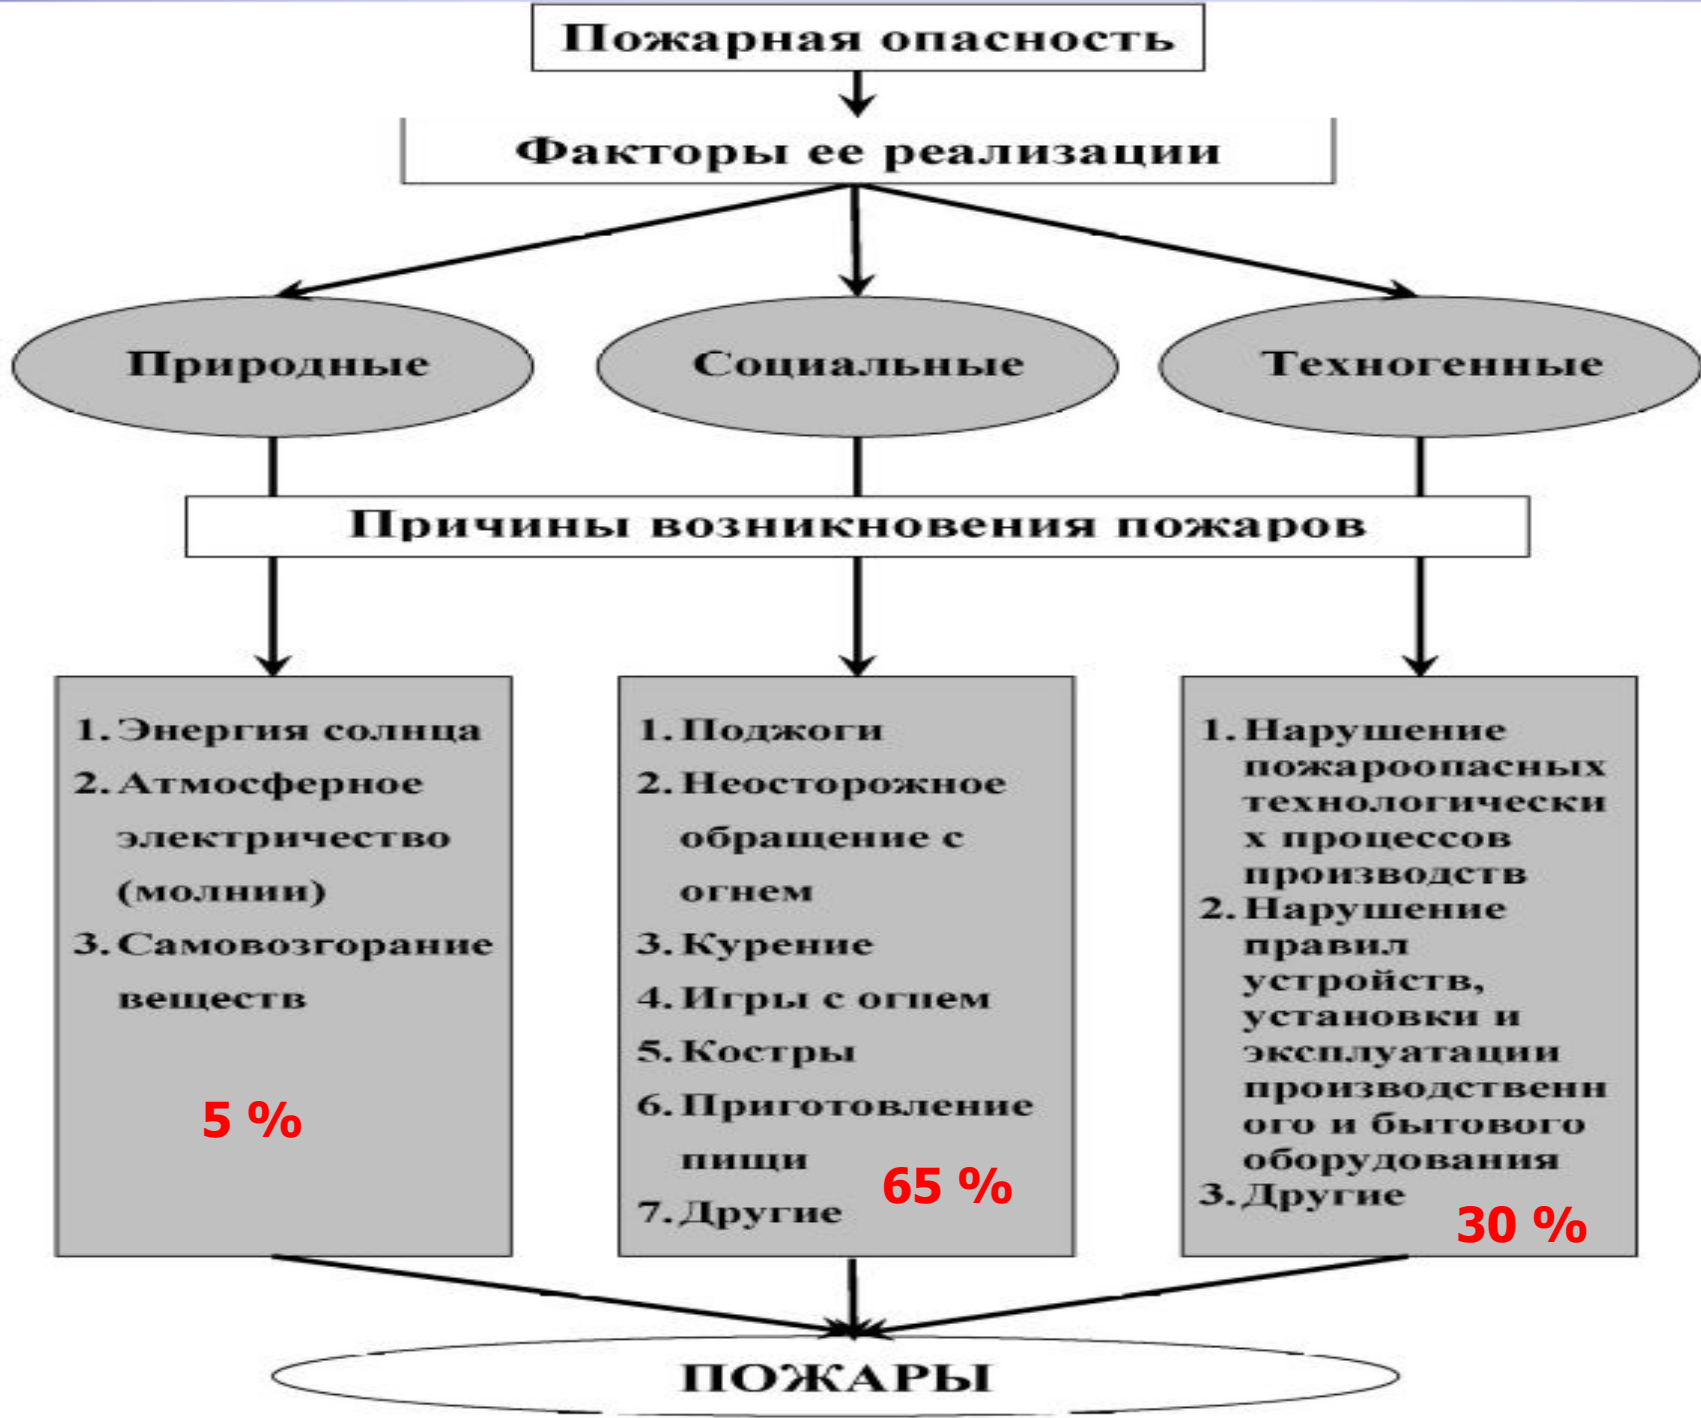 Пожарная опасность
Факторы ее реализации
Природные
Социальные
Техногенные
Причины возникновения пожаров
1. Энергия солнца
2. Атмосферное
электричество
(молнии)
3. Самовозгорание
веществ
5 %
1. Поджоги
2. Неосторожное
обращение с
огнем
3. Курение
4. Игры с огнем
5. Костры
6. Приготовление
пищи
7. Другие
65 %
1. Нарушение
пожароопасных
технологически
х процессов
производств
2. Нарушение
правил
устройств,
установки и
эксплуатации
производственн
ого и бытового
оборудования
3. Другие
30 %
ПОЖАРЫ